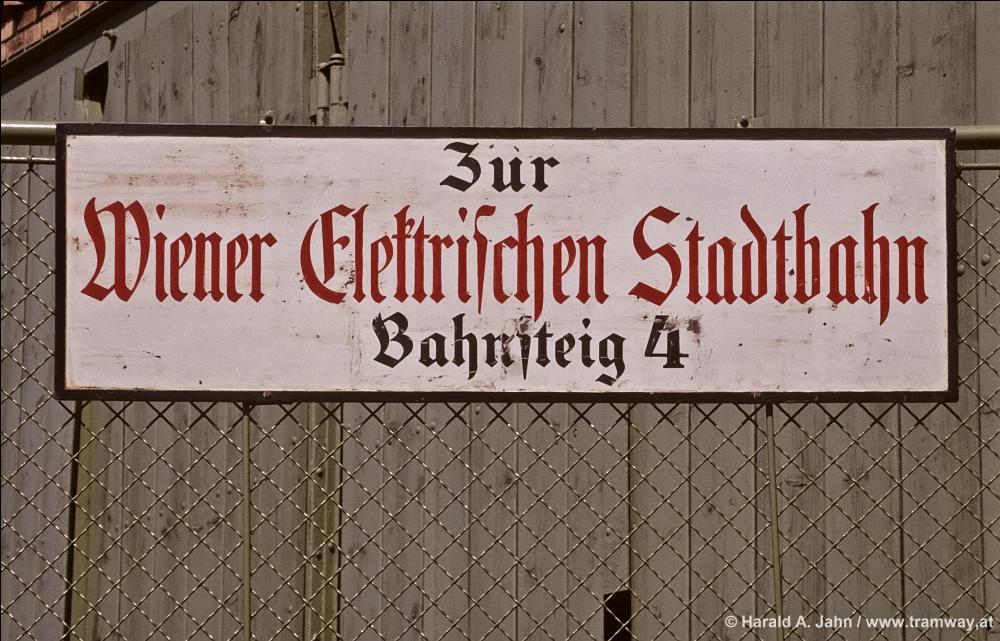 Zur
Wiener Elektriſchen Stadtbahn
Bahnſteig 4
© Harald A. Jahn / www.tramway.at